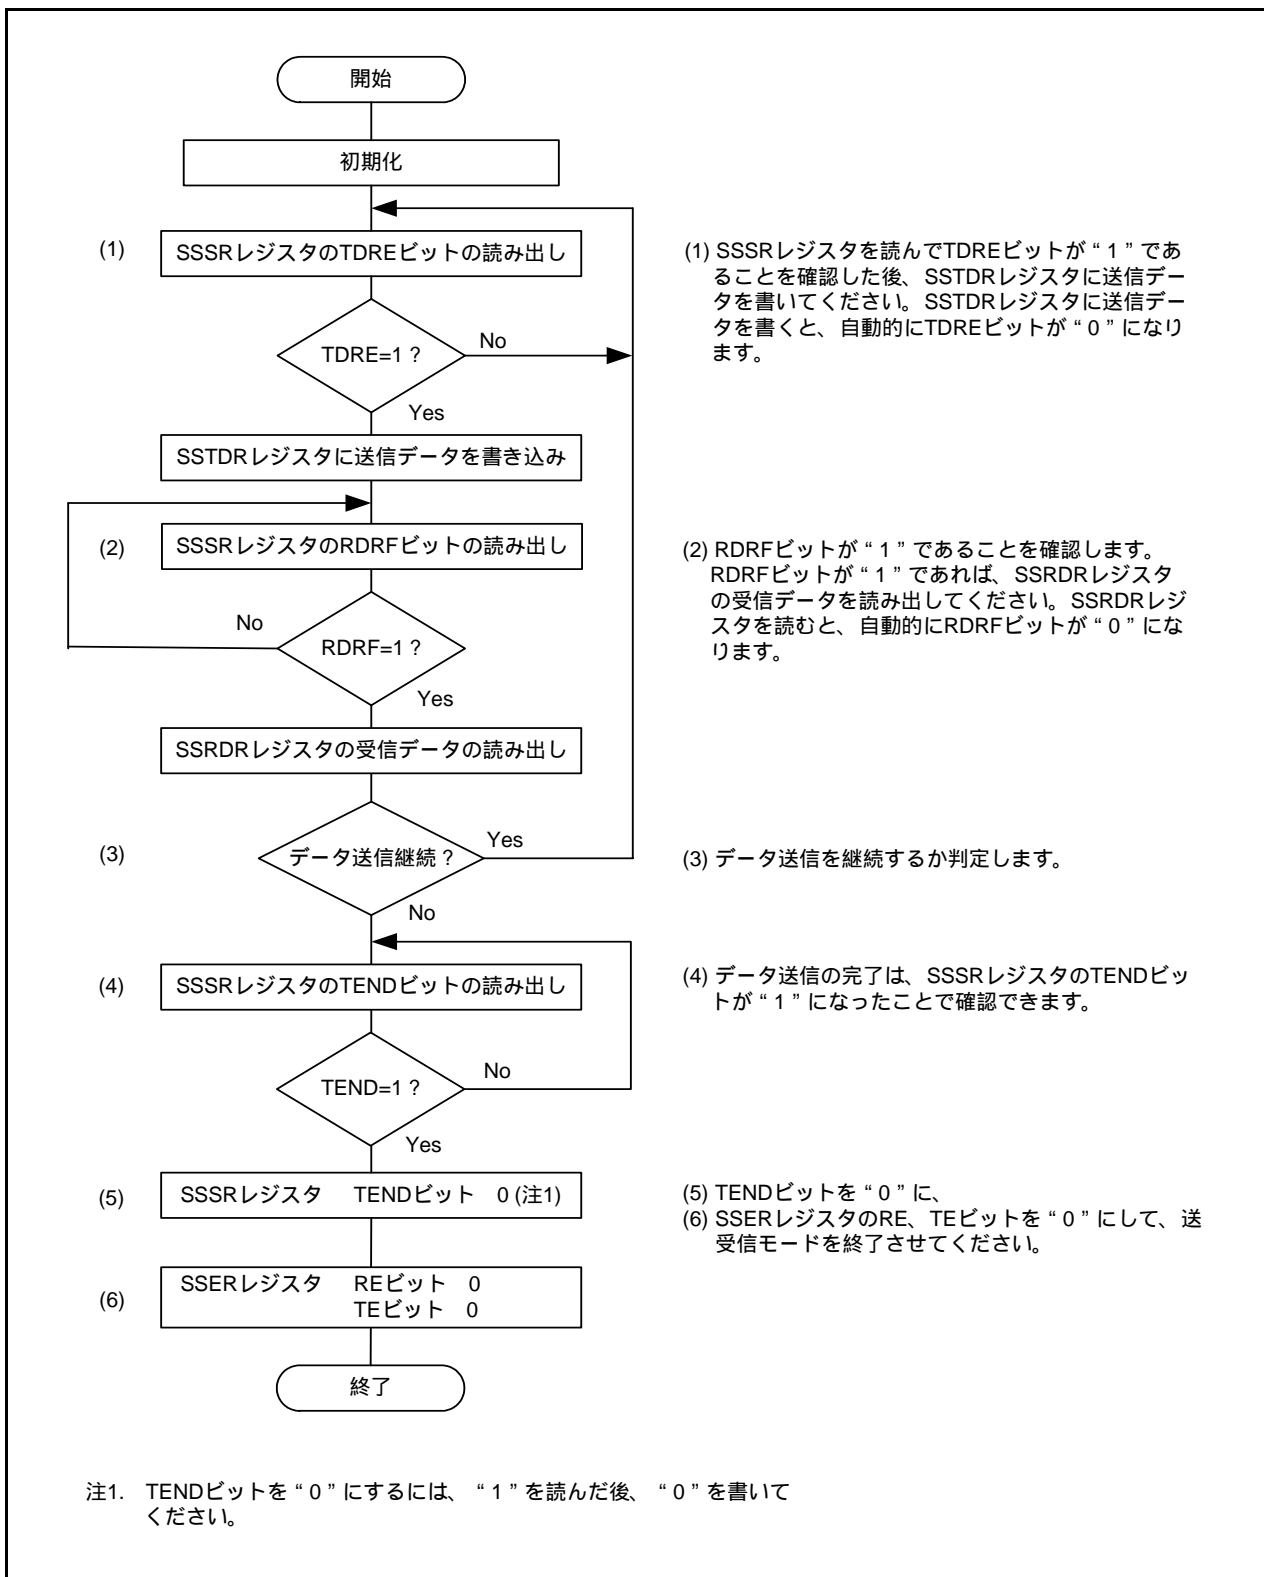 開始
初期化
(1)
SSSRレジスタのTDREビットの読み出し
TDRE=1 ?
No
Yes
SSTDRレジスタに送信データを書き込み
(2)
SSSRレジスタのRDRFビットの読み出し
No
RDRF=1 ?
Yes
SSRDRレジスタの受信データの読み出し
(3)
データ送信継続 ?
Yes
No
(4)
SSSRレジスタのTENDビットの読み出し
TEND=1 ?
No
Yes
(5)
SSSRレジスタ TENDビット 0 (注1)
(6)
SSERレジスタ REビット 0
TEビット 0
終了
(1) SSSRレジスタを読んでTDREビットが “ 1 ” であ
ることを確認した後、SSTDRレジスタに送信デー
タを書いてください。SSTDRレジスタに送信デー
タを書くと、自動的にTDREビットが “ 0 ” になり
ます。
(2) RDRFビットが “ 1 ” であることを確認します。
RDRFビットが “ 1 ” であれば、SSRDRレジスタ
の受信データを読み出してください。SSRDRレジ
スタを読むと、自動的にRDRFビットが “ 0 ” にな
ります。
(3) データ送信を継続するか判定します。
(4) データ送信の完了は、SSSRレジスタのTENDビッ
トが “ 1 ” になったことで確認できます。
(5) TENDビットを “ 0 ” に、
(6) SSERレジスタのRE、TEビットを “ 0 ” にして、送
受信モードを終了させてください。
注1. TENDビットを “ 0 ” にするには、 “ 1 ” を読んだ後、 “ 0 ” を書いて
ください。